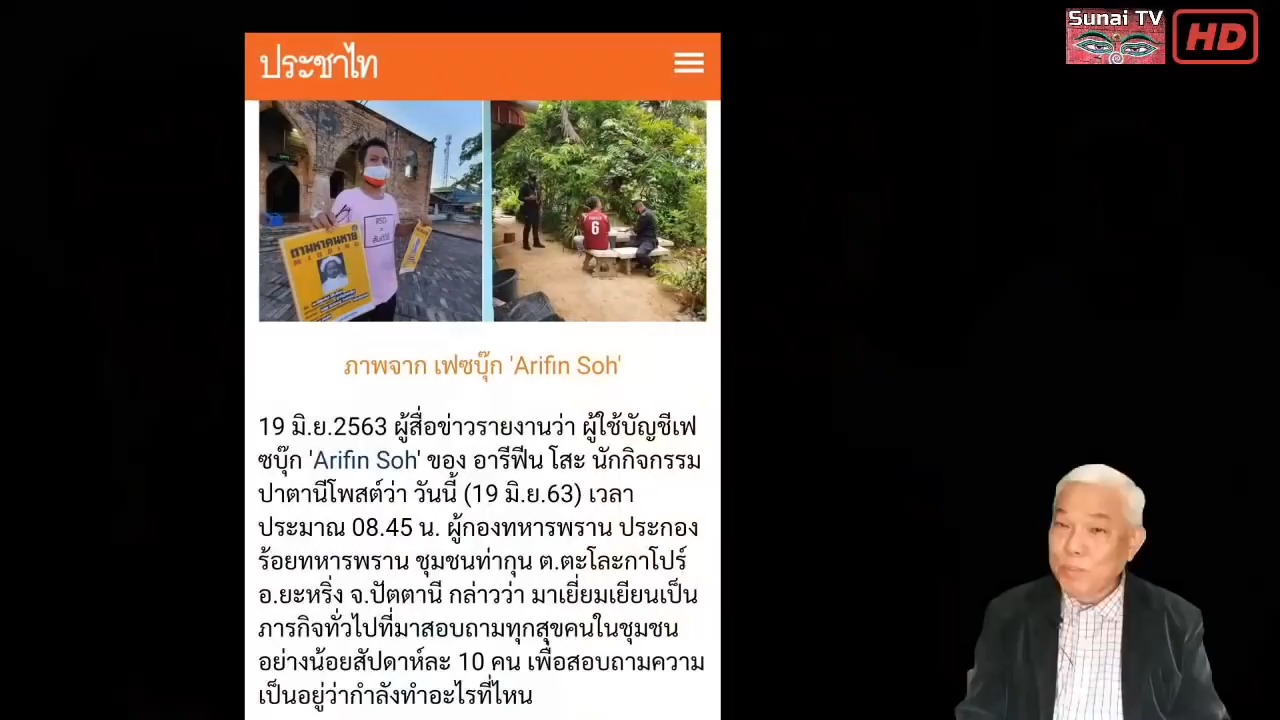 Sunai TV
HD
ประชาไท
ตามหาคนหาย
MISSING
6
ภาพจาก เฟซบุ๊ก 'Arifin Soh'
19 มิ.ย.2563 ผู้สื่อข่าวรายงานว่า ผู้ใช้บัญชีเฟ
ซบุ๊ก 'Arifin Soh' ของ อารีฟีน โสะ นักกิจกรรม
ปาตานีโพสต์ว่า วันนี้ (19 มิ.ย.63) เวลา
ประมาณ 08.45 น. ผู้กองทหารพราน ประกอง
ร้อยทหารพราน ชุมชนท่ากุน ต.ตะโละกาโปร์
อ.ยะหริ่ง จ.ปัตตานี กล่าวว่า มาเยี่ยมเยียนเป็น
ภารกิจทั่วไปที่มาสอบถามทุกสุขคนในชุมชน
อย่างน้อยสัปดาห์ละ 10 คน เพื่อสอบถามความ
เป็นอยู่ว่ากำลังทำอะไรที่ไหน